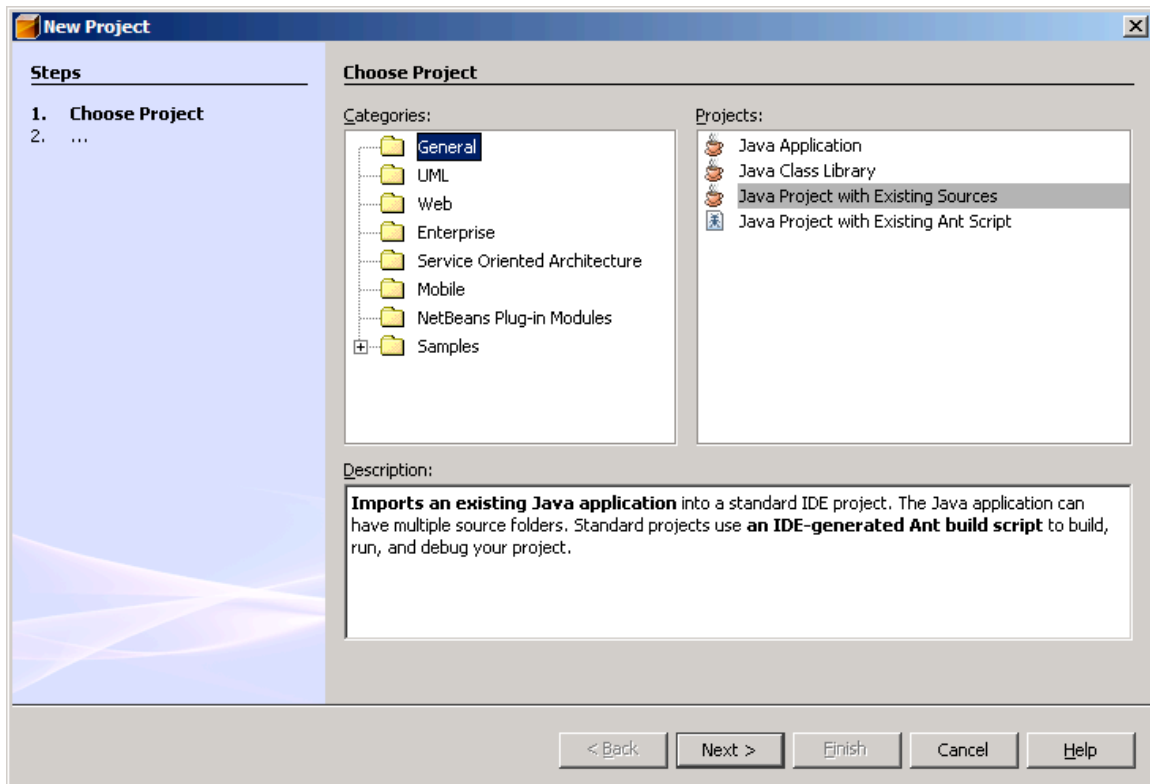 New Project
Steps
1. Choose Project
2. ...
Choose Project
Categories:
General
UML
Web
Enterprise
Service Oriented Architecture
Mobile
NetBeans Plug-in Modules
Samples
Projects:
Java Application
Java Class Library
Java Project with Existing Sources
Java Project with Existing Ant Script
Description:
Imports an existing Java application into a standard IDE project. The Java application can
have multiple source folders. Standard projects use an IDE-generated Ant build script to build,
run, and debug your project.
< Back
Next >
Finish
Cancel
Help